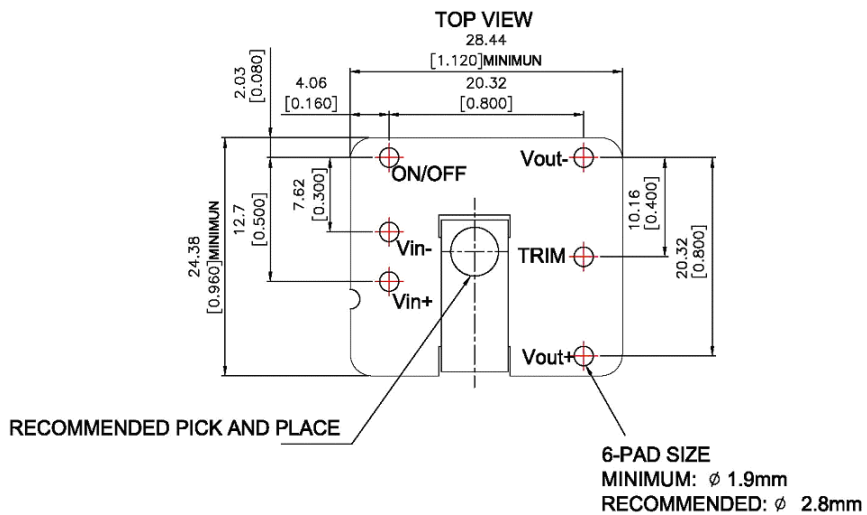 TOP VIEW
28.44
[1.120]MINIMUN
2.03
[0.080]
4.06
[0.160]
20.32
[0.800]
ON/OFF
Vout-
7.62
[0.300]
12.7
[0.500]
24.38
[0.960]MINIMUN
10.16
[0.400]
20.32
[0.800]
Vin-
TRIM
Vin+
Vout+
RECOMMENDED PICK AND PLACE
6-PAD SIZE
MINIMUM: ϕ 1.9mm
RECOMMENDED: ϕ 2.8mm